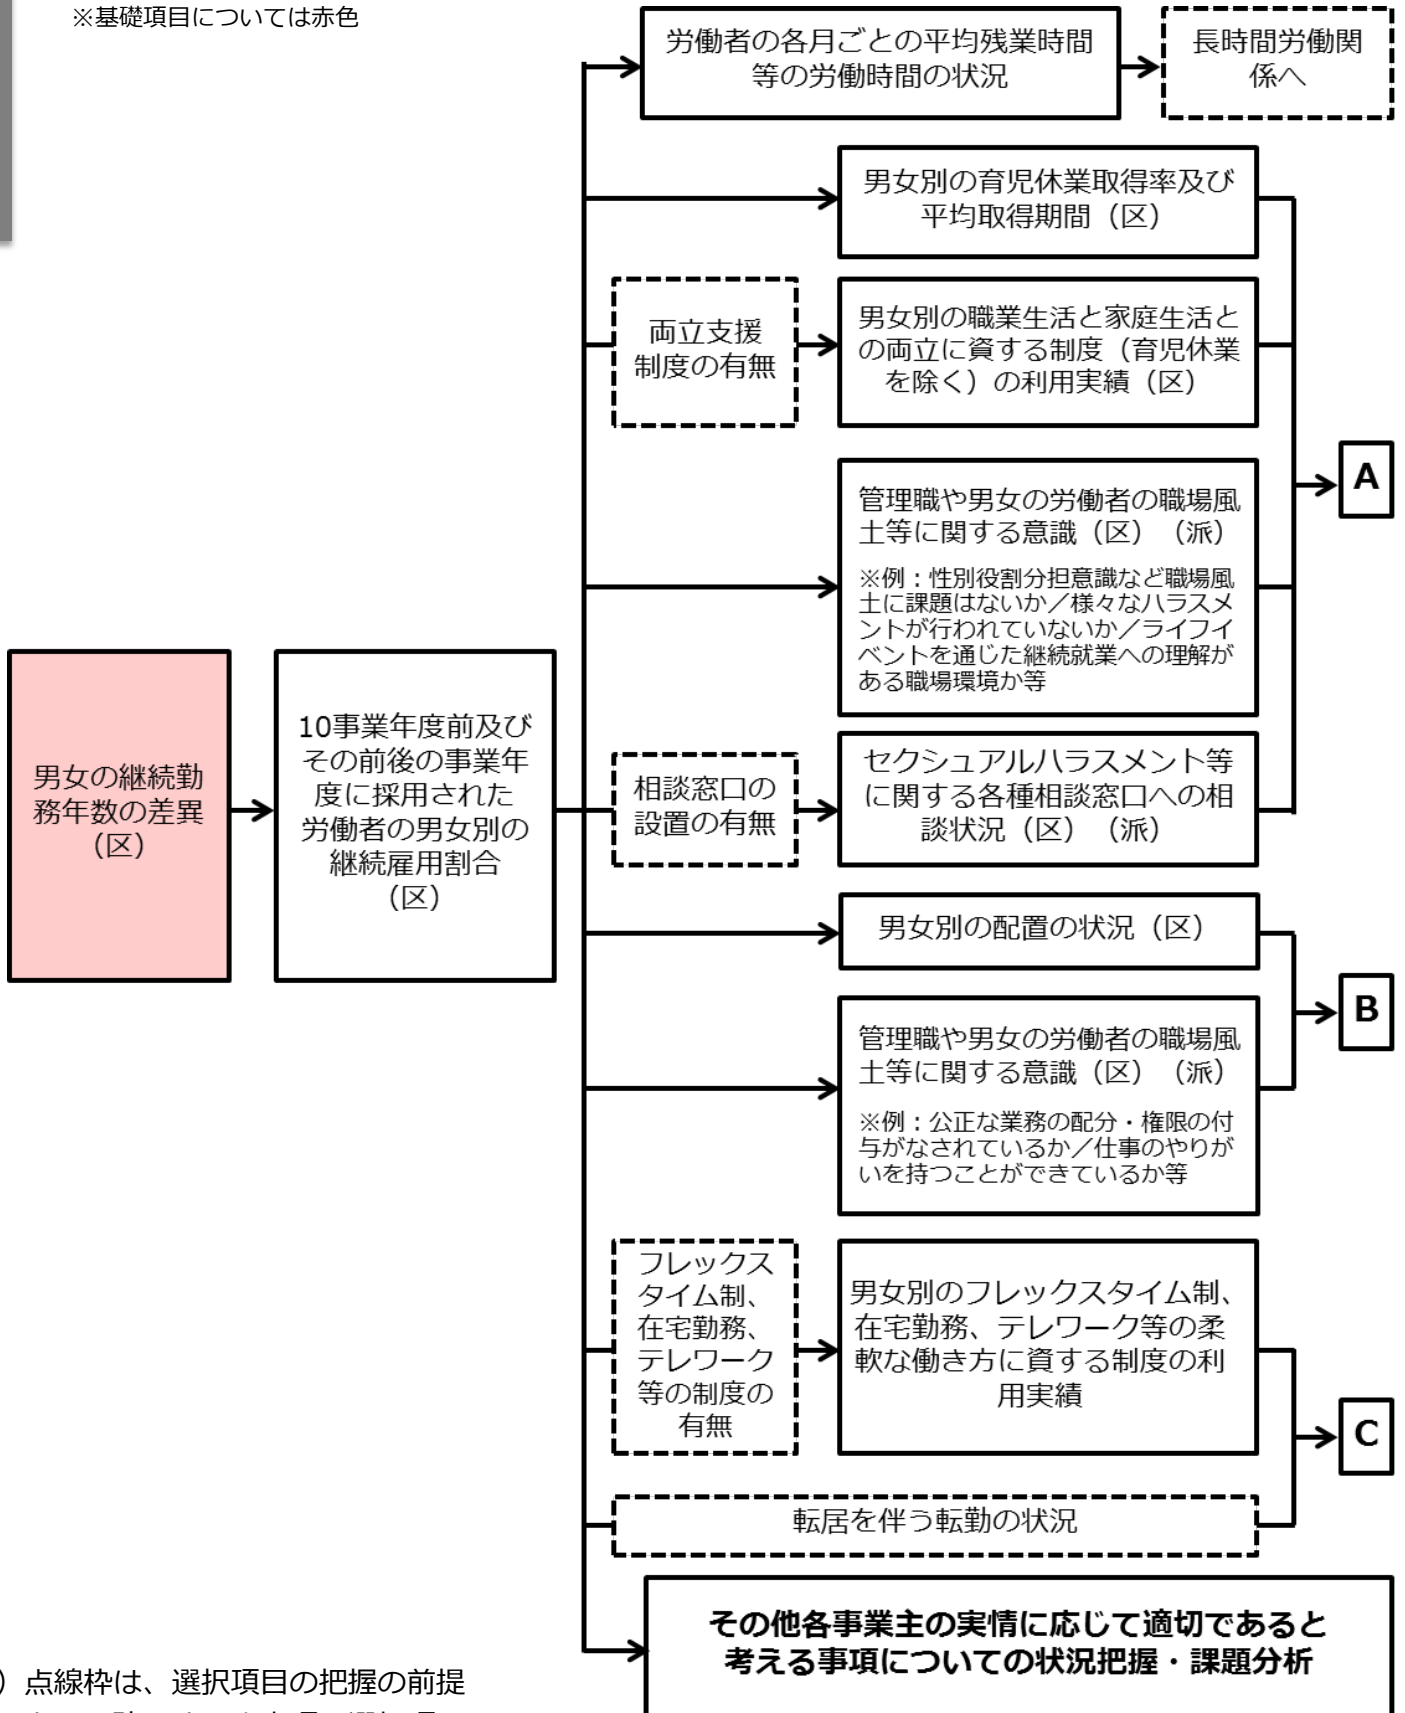 ※基礎項目については赤色
労働者の各月ごとの平均残業時間
等の労働時間の状況
長時間労働関
係へ
男女別の育児休業取得率及び
平均取得期間（区）
両立支援
制度の有無
男女別の職業生活と家庭生活と
の両立に資する制度（育児休業
を除く）の利用実績（区）
管理職や男女の労働者の職場風
土等に関する意識（区）（派）
※例：性別役割分担意識など職場風
土に課題はないか／様々なハラスメ
ントが行われていないか／ライフイ
ベントを通じた継続就業への理解が
ある職場環境か等
A
男女の継続勤
務年数の差異
（区）
10事業年度前及び
その前後の事業年
度に採用された
労働者の男女別の
継続雇用割合
（区）
相談窓口の
設置の有無
セクシュアルハラスメント等
に関する各種相談窓口への相
談状況（区）（派）
男女別の配置の状況（区）
管理職や男女の労働者の職場風
土等に関する意識（区）（派）
※例：公正な業務の配分・権限の付
与がなされているか／仕事のやりが
いを持つことができているか等
B
フレックス
タイム制、
在宅勤務、
テレワーク
等の制度の
有無
男女別のフレックスタイム制、
在宅勤務、テレワーク等の柔
軟な働き方に資する制度の利
用実績
C
転居を伴う転勤の状況
その他各事業主の実情に応じて適切であると
考える事項についての状況把握・課題分析
）点線枠は、選択項目の把握の前提